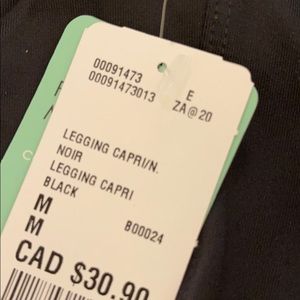 00091473 E
00091473013 ZA@20
LEGGING CAPRI/N.
NOIR
LEGGING CAPRI
BLACK
M
M B00024
CAD $30.90